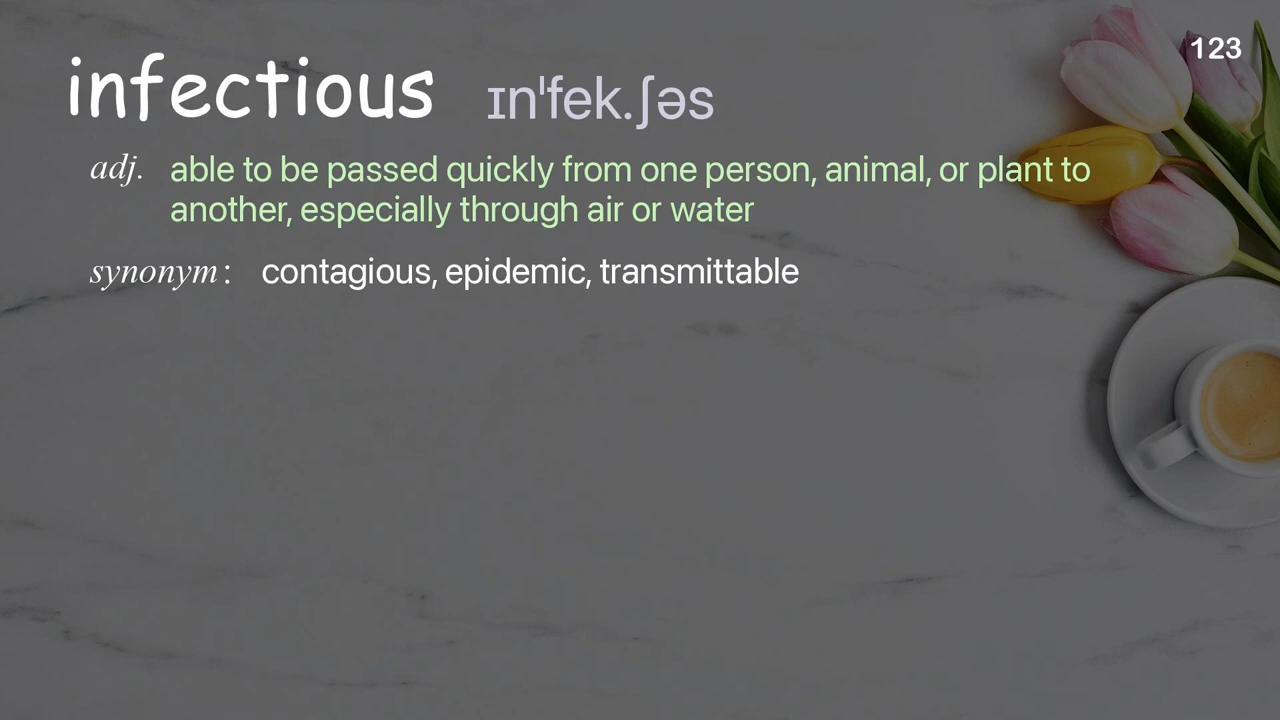 123
infectious ɪnˈfek.ʃəs
adj. able to be passed quickly from one person, animal, or plant to
another, especially through air or water
synonym : contagious, epidemic, transmittable